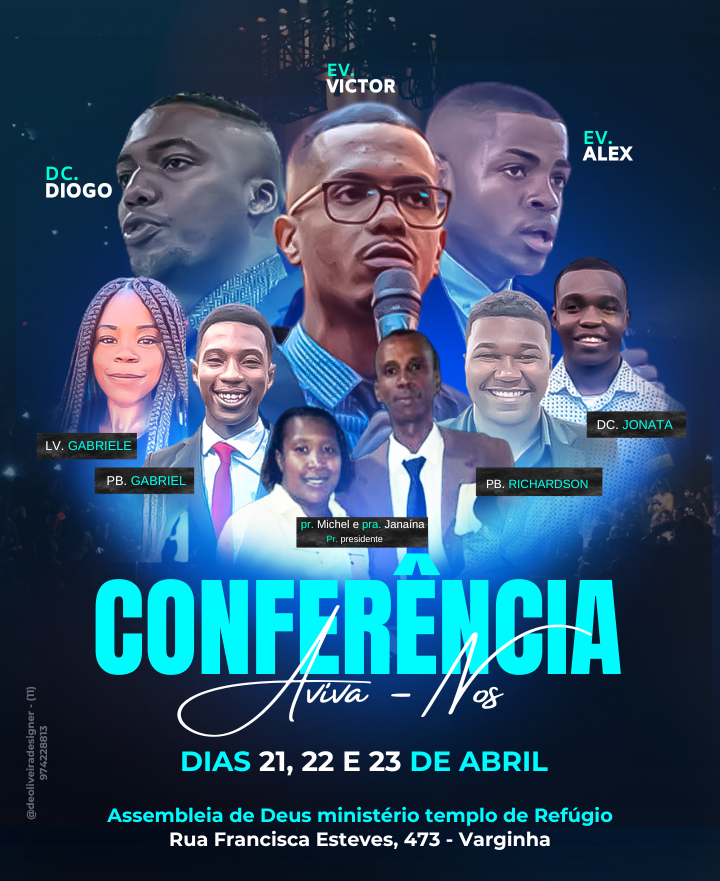 EV.
VICTOR
EV.
ALEX
DC.
DIOGO
DC. JONATA
LV. GABRIELE
PB. GABRIEL
PB. RICHARDSON
pr. Michel e pra. Janaína
Pr. presidente
CONFERÊNCIA
Aviva - Nos
DIAS 21, 22 E 23 DE ABRIL
Assembleia de Deus ministério templo de Refúgio
Rua Francisca Esteves, 473 - Varginha
@deoliveiradesigner - (11)
974228813